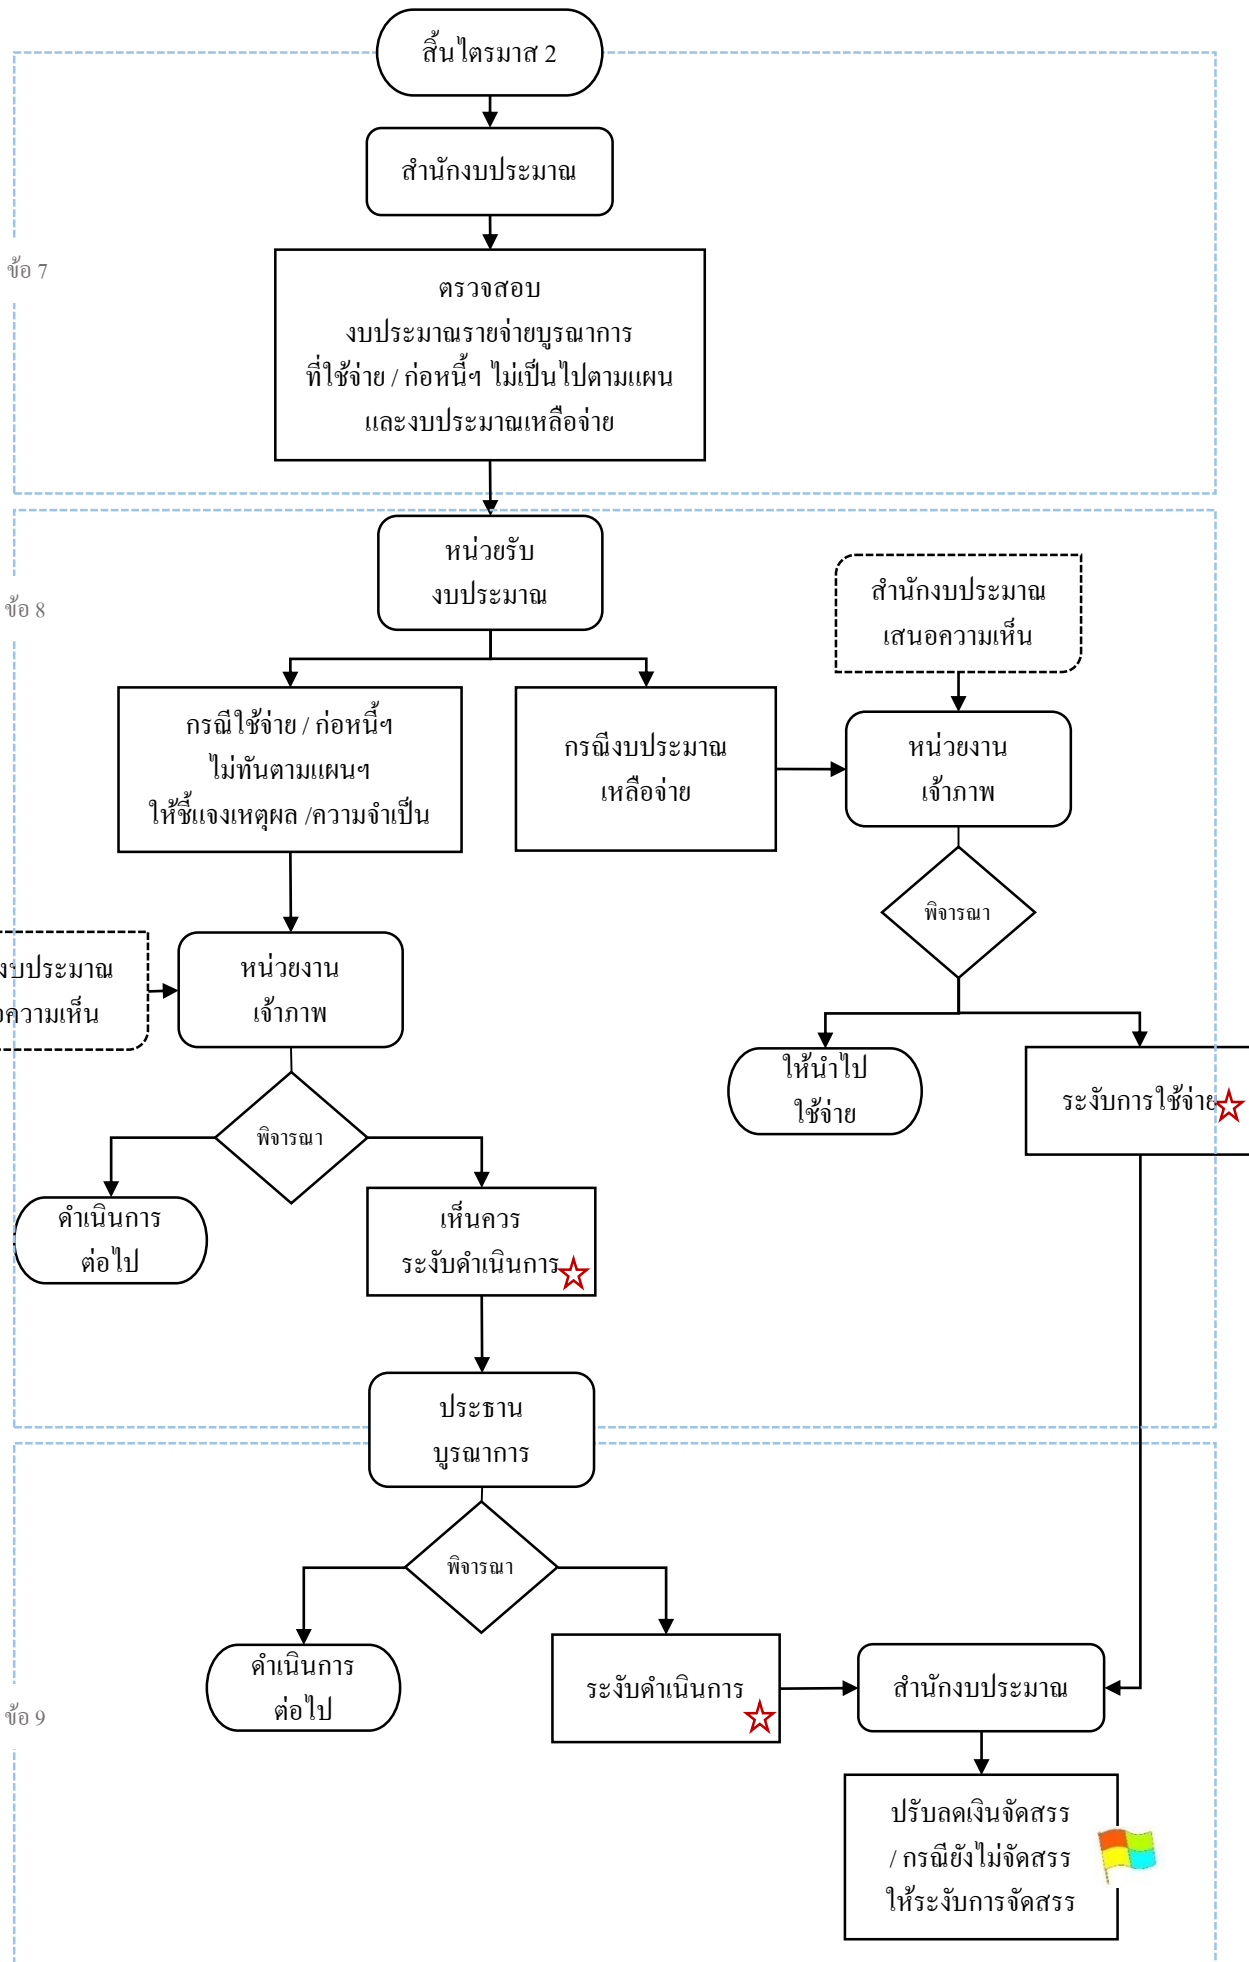 สิ้นไตรมาส 2
สำนักงบประมาณ
ข้อ 7
ตรวจสอบ
งบประมาณรายจ่ายบูรณาการ
ที่ใช้จ่าย / ก่อหนี้ฯ ไม่เป็นไปตามแผน
และงบประมาณเหลือจ่าย
หน่วยรับ
งบประมาณ
ข้อ 8
สำนักงบประมาณ
เสนอความเห็น
กรณีใช้จ่าย / ก่อหนี้ฯ
ไม่ทันตามแผนฯ
ให้ชี้แจงเหตุผล /ความจำเป็น
กรณีงบประมาณ
เหลือจ่าย
หน่วยงาน
เจ้าภาพ
พิจารณา
งบประมาณ
ความเห็น
หน่วยงาน
เจ้าภาพ
ให้นำไป
ใช้จ่าย
ระงับการใช้จ่าย
พิจารณา
ดำเนินการ
ต่อไป
เห็นควร
ระงับดำเนินการ
ประธาน
บูรณาการ
พิจารณา
ดำเนินการ
ต่อไป
ระงับดำเนินการ
สำนักงบประมาณ
ข้อ 9
ปรับลดเงินจัดสรร
/ กรณียังไม่จัดสรร
ให้ระงับการจัดสรร